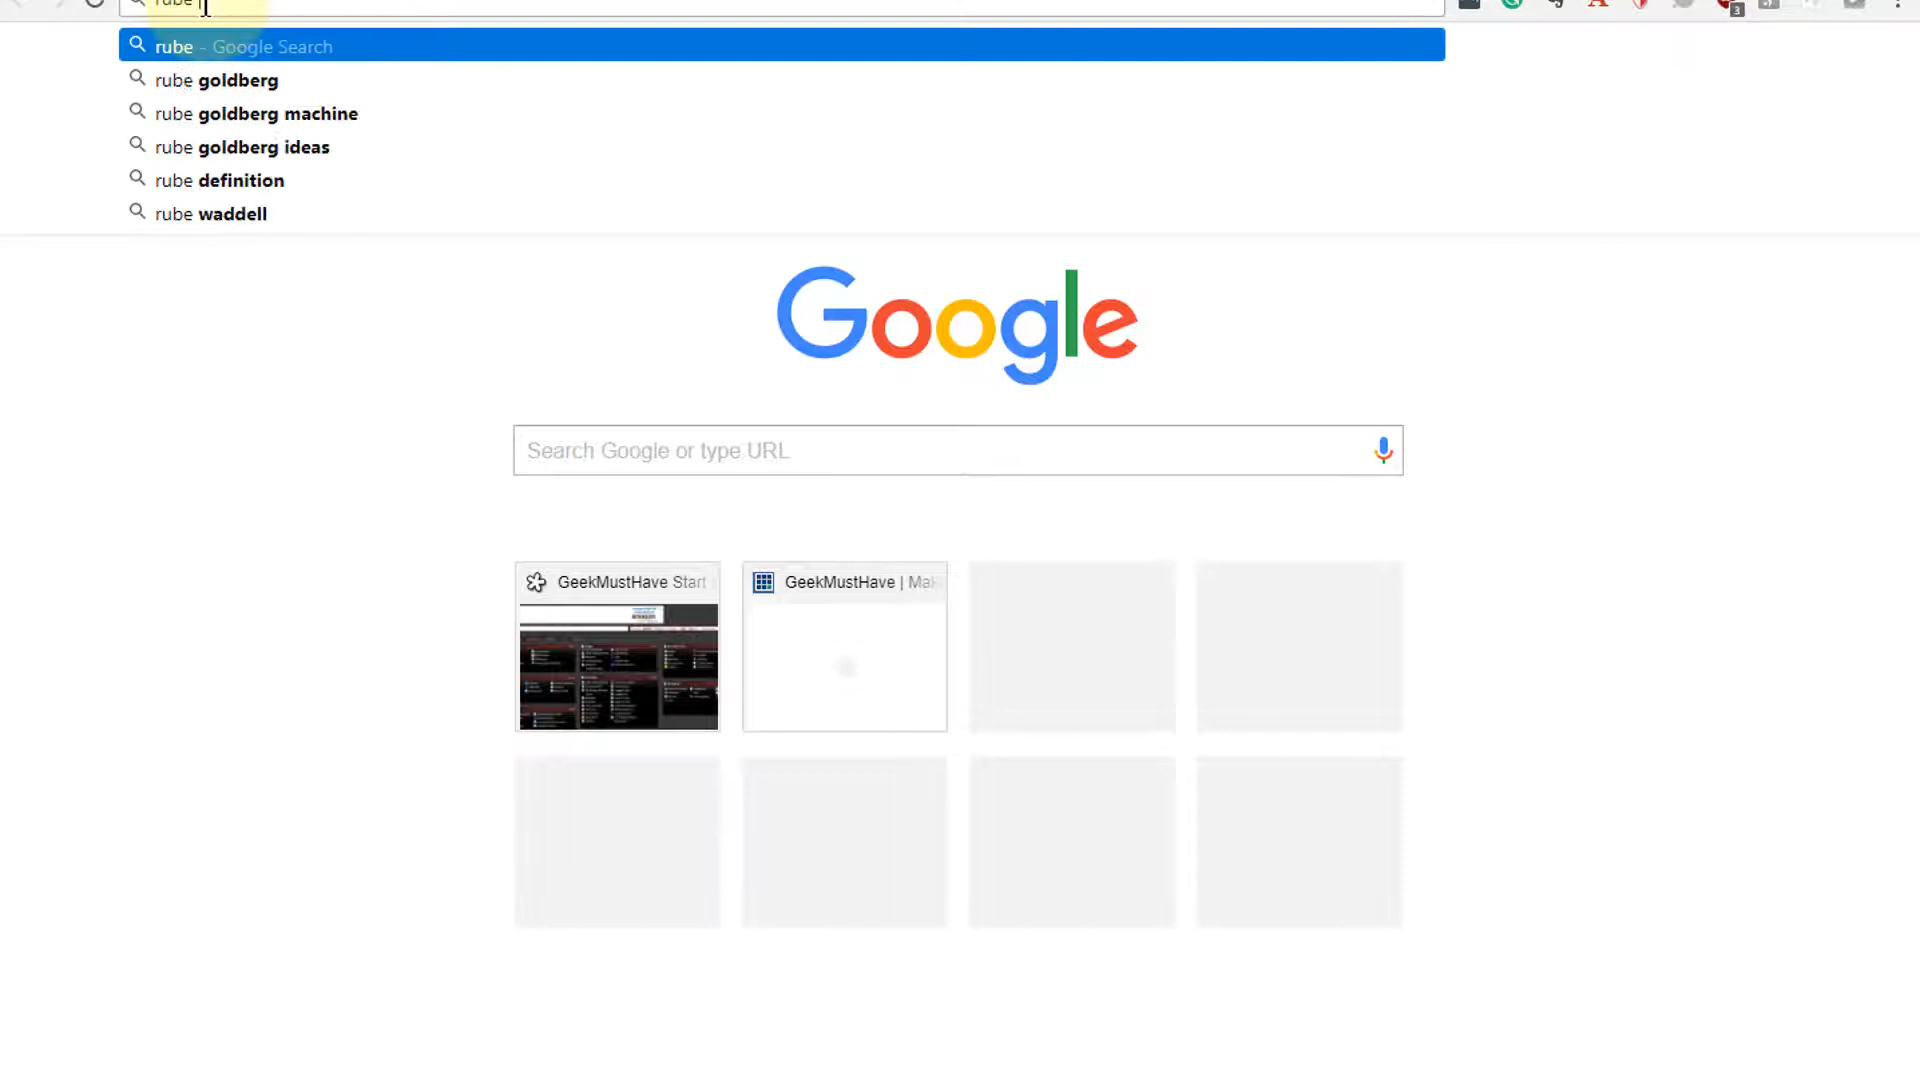 rube
rube - Google Search
rube goldberg
rube goldberg machine
rube goldberg ideas
rube definition
rube waddell
Google
Search Google or type URL
GeekMustHave Start
GeekMustHave | Mak
3